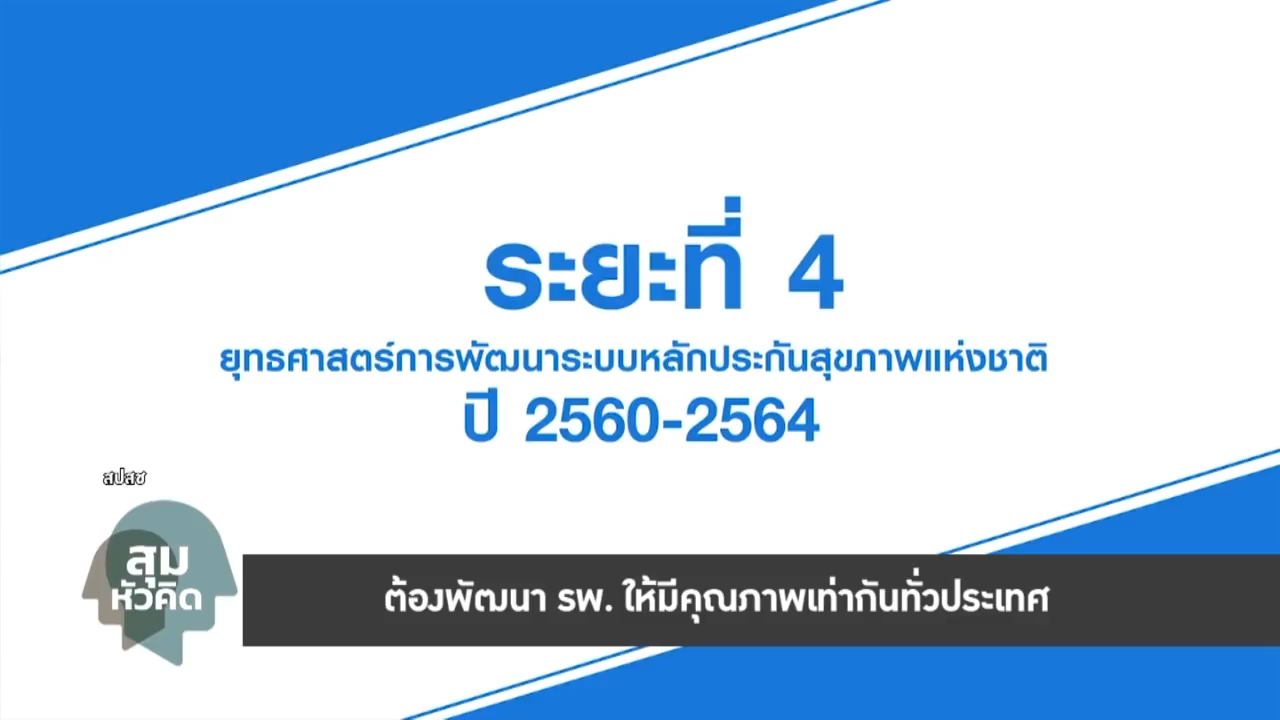 ระยะที่ 4
ยุทธศาสตร์การพัฒนาระบบหลักประกันสุขภาพแห่งชาติ
ปี 2560-2564
สปสช
สุม
หัวคิด
ต้องพัฒนา รพ. ให้มีคุณภาพเท่ากันทั่วประเทศ